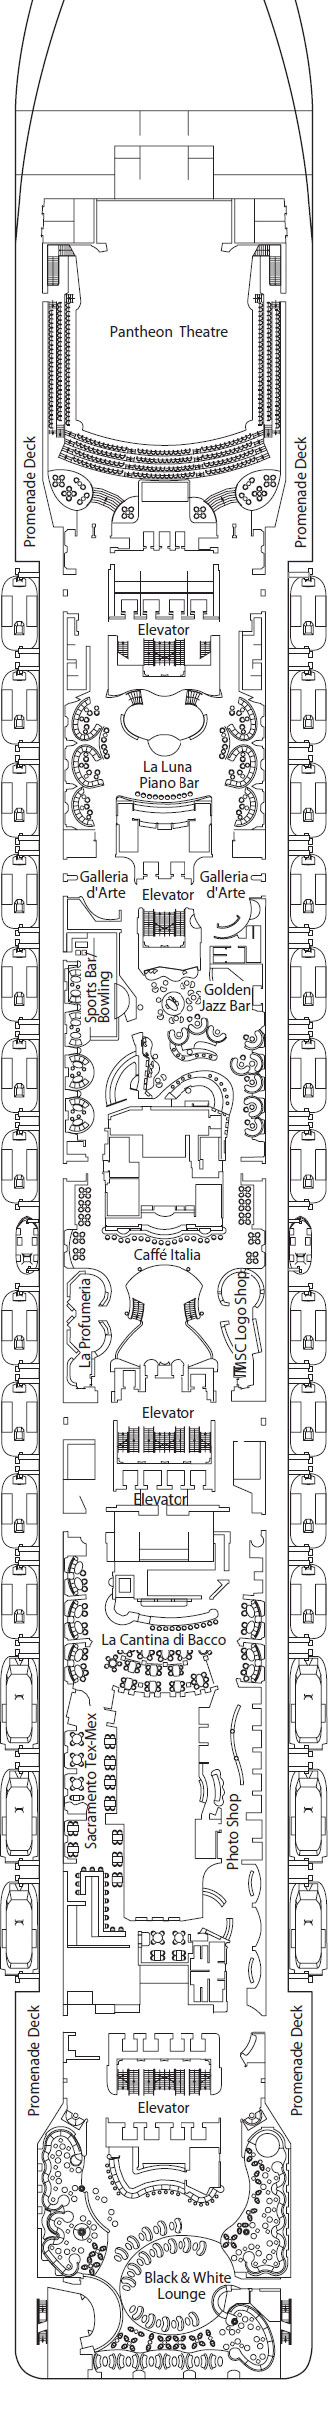 Pantheon Theatre
Promenade Deck
Promenade Deck
Elevator
La Luna
Piano Bar
Galleria
d'Arte
Elevator
Galleria
d'Arte
Sports Bar/
Bowling
Golden
Jazz Bar
Caffé Italia
La Profumeria
MSC Logo Shop
Elevator
Elevator
La Cantina di Bacco
Sacramento Tex-Mex
Photo Shop
Promenade Deck
Promenade Deck
Elevator
Black & White
Lounge